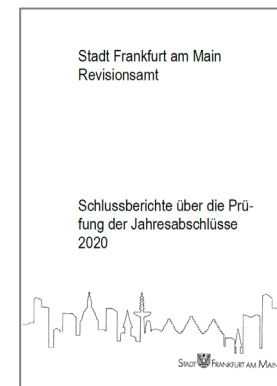 Stadt Frankfurt am Main
Revisionsamt
Schlussberichte über die Prü-
fung der Jahresabschlüsse
2020
STADT FRANKFURT AM MAIN